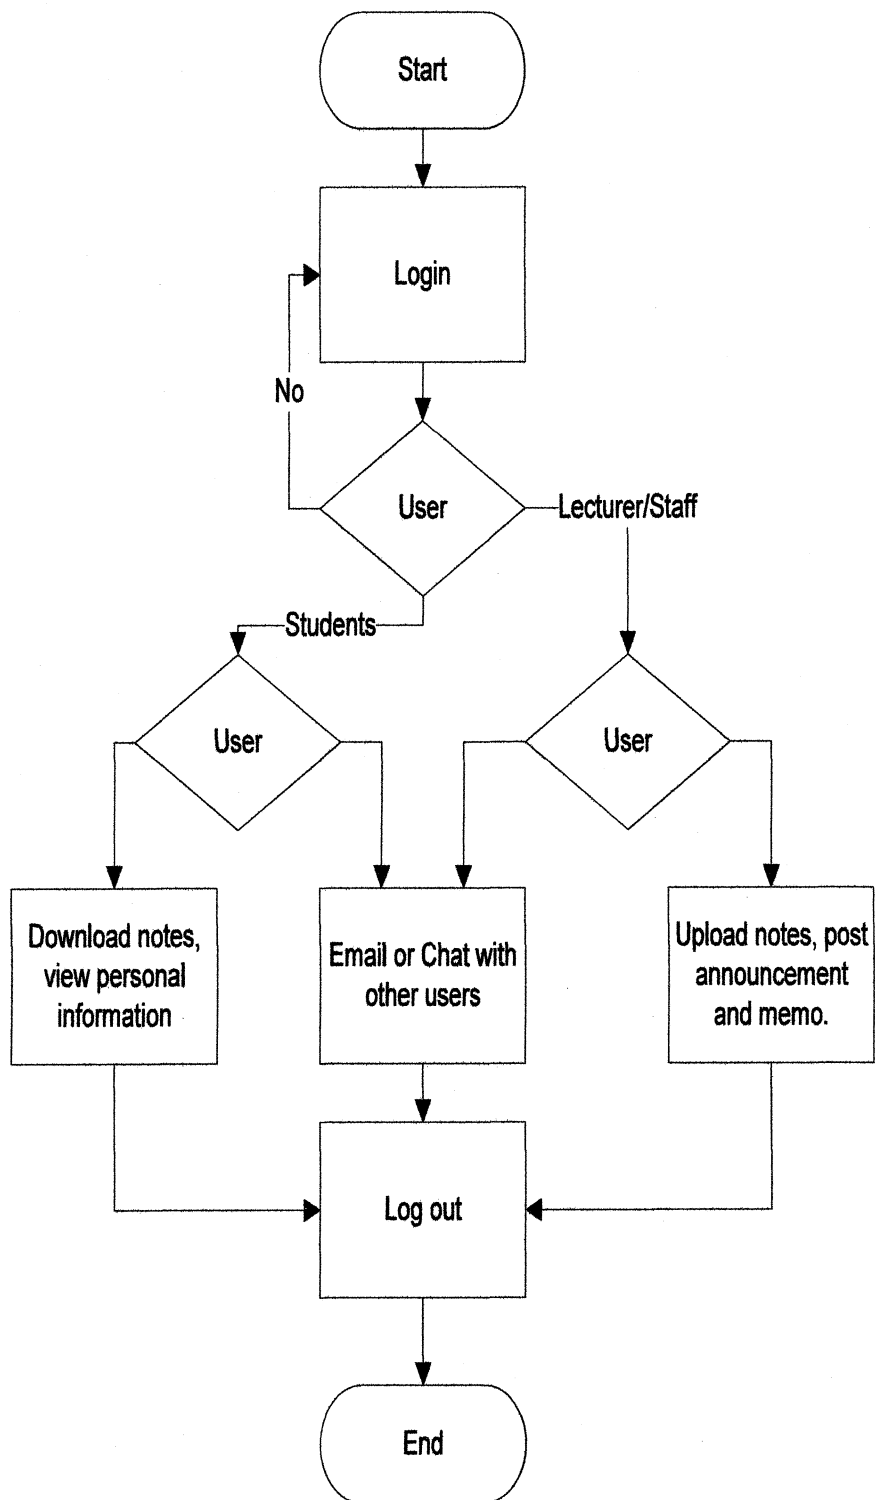 Start
Login
No
User
Lecturer/Staff
Students
User
User
Download notes,
view personal
information
Email or Chat with
other users
Upload notes, post
announcement
and memo.
Log out
End